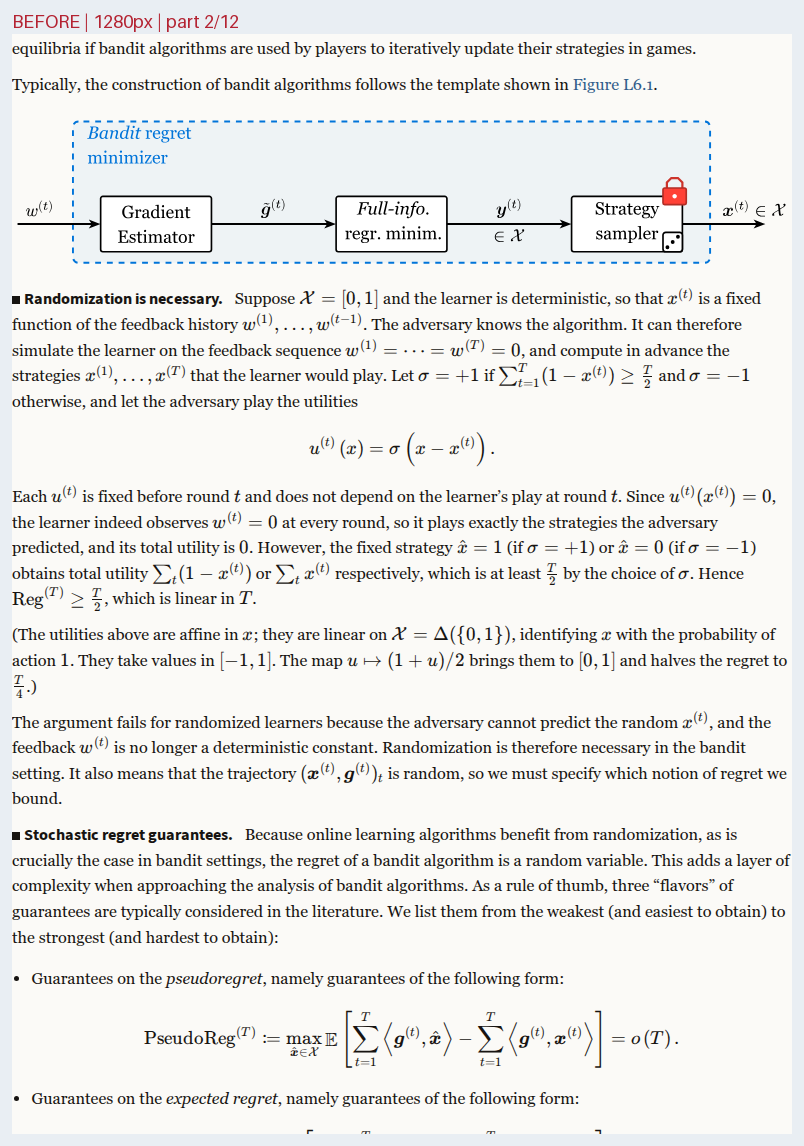 BEFORE | 1280px | part 2/12
equilibria if bandit algorithms are used by players to iteratively update their strategies in games.
Typically, the construction of bandit algorithms follows the template shown in Figure L6.1.
Bandit regret
minimizer
w^(t)
Gradient
Estimator
g̃^(t)
Full-info.
regr. minim.
y^(t)
∈ 𝒳
Strategy
sampler
x^(t) ∈ 𝒳
■ Randomization is necessary. Suppose 𝒳 = [0, 1] and the learner is deterministic, so that x^(t) is a fixed
function of the feedback history w^(1), . . . , w^(t−1). The adversary knows the algorithm. It can therefore
simulate the learner on the feedback sequence w^(1) = ⋯ = w^(T) = 0, and compute in advance the
strategies x^(1), . . . , x^(T) that the learner would play. Let σ = +1 if ∑_{t=1}^T (1 − x^(t)) ≥ T/2 and σ = −1
otherwise, and let the adversary play the utilities
u^(t) (x) = σ (x − x^(t)) .
Each u^(t) is fixed before round t and does not depend on the learner’s play at round t. Since u^(t)(x^(t)) = 0,
the learner indeed observes w^(t) = 0 at every round, so it plays exactly the strategies the adversary
predicted, and its total utility is 0. However, the fixed strategy x̂ = 1 (if σ = +1) or x̂ = 0 (if σ = −1)
obtains total utility ∑_t (1 − x^(t)) or ∑_t x^(t) respectively, which is at least T/2 by the choice of σ. Hence
Reg^(T) ≥ T/2, which is linear in T.
(The utilities above are affine in x; they are linear on 𝒳 = Δ({0, 1}), identifying x with the probability of
action 1. They take values in [−1, 1]. The map u ↦ (1 + u)/2 brings them to [0, 1] and halves the regret to
T/4.)
The argument fails for randomized learners because the adversary cannot predict the random x^(t), and the
feedback w^(t) is no longer a deterministic constant. Randomization is therefore necessary in the bandit
setting. It also means that the trajectory (x^(t), g^(t))_t is random, so we must specify which notion of regret we
bound.
■ Stochastic regret guarantees. Because online learning algorithms benefit from randomization, as is
crucially the case in bandit settings, the regret of a bandit algorithm is a random variable. This adds a layer of
complexity when approaching the analysis of bandit algorithms. As a rule of thumb, three “flavors” of
guarantees are typically considered in the literature. We list them from the weakest (and easiest to obtain) to
the strongest (and hardest to obtain):
• Guarantees on the pseudoregret, namely guarantees of the following form:
PseudoReg^(T) := max_{x̂∈𝒳} 𝔼 [∑_{t=1}^T ⟨g^(t), x̂⟩ − ∑_{t=1}^T ⟨g^(t), x^(t)⟩] = o (T) .
• Guarantees on the expected regret, namely guarantees of the following form: